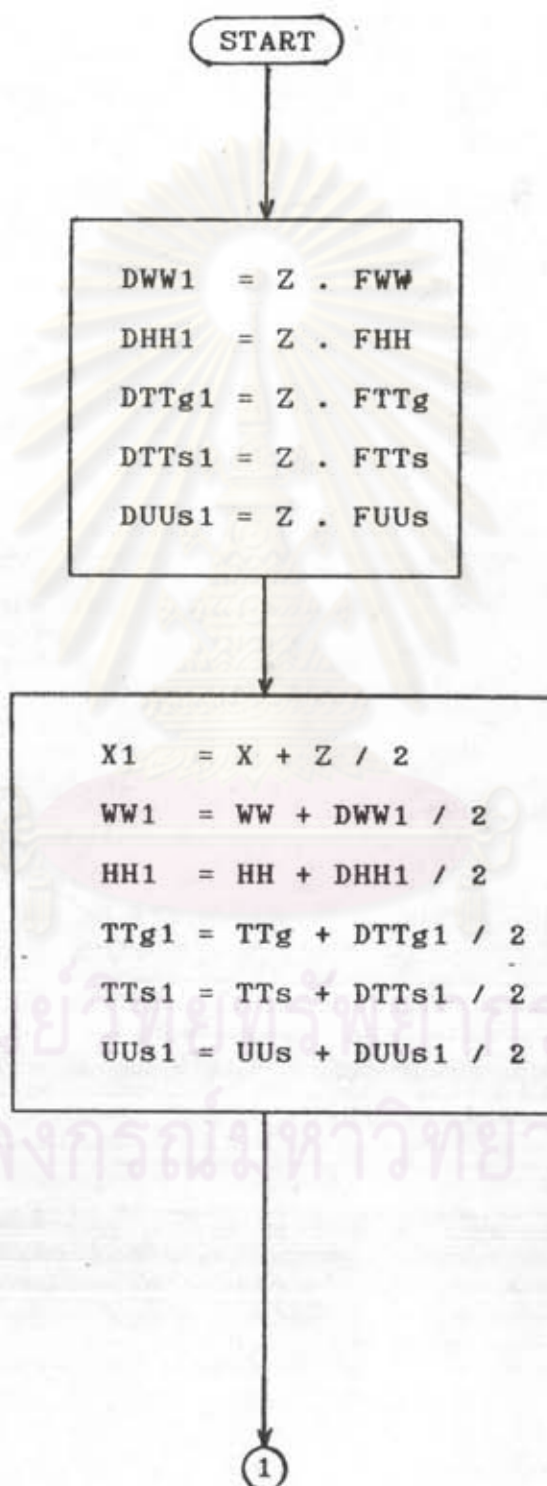 START
DWW1 = Z . FWW
DHH1 = Z . FHH
DTTg1 = Z . FTTg
DTTs1 = Z . FTTs
DUUs1 = Z . FUUs
X1 = X + Z / 2
WW1 = WW + DWW1 / 2
HH1 = HH + DHH1 / 2
TTg1 = TTg + DTTg1 / 2
TTs1 = TTs + DTTs1 / 2
UUs1 = UUs + DUUs1 / 2
1